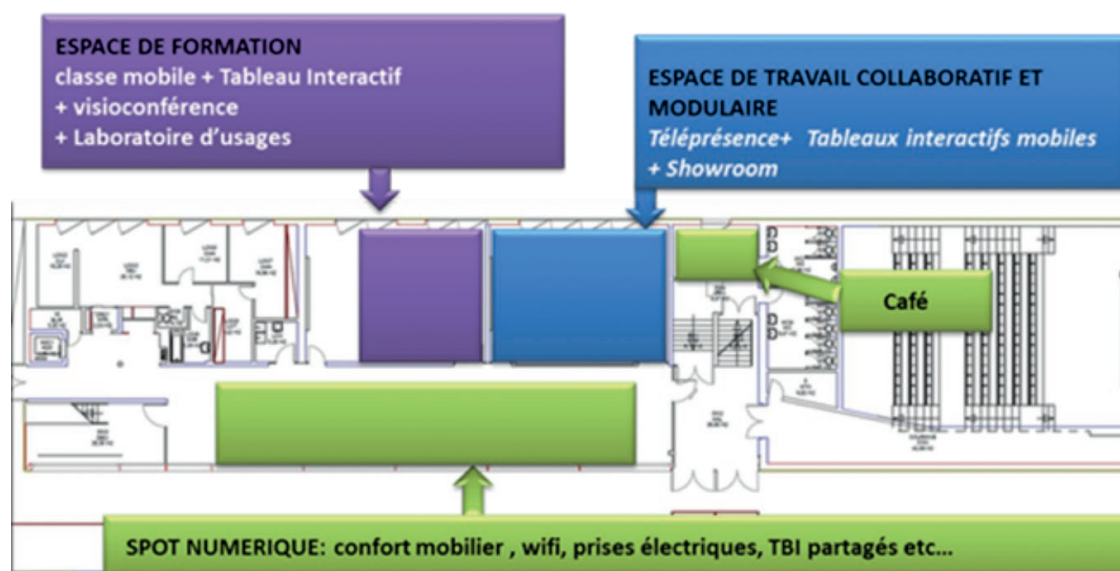 ESPACE DE FORMATION
classe mobile + Tableau Interactif
+ visioconférence
+ Laboratoire d'usages
ESPACE DE TRAVAIL COLLABORATIF ET
MODULAIRE
Téléprésence+ Tableaux interactifs mobiles
+ Showroom
Café
SPOT NUMERIQUE: confort mobilier , wifi, prises électriques, TBI partagés etc...